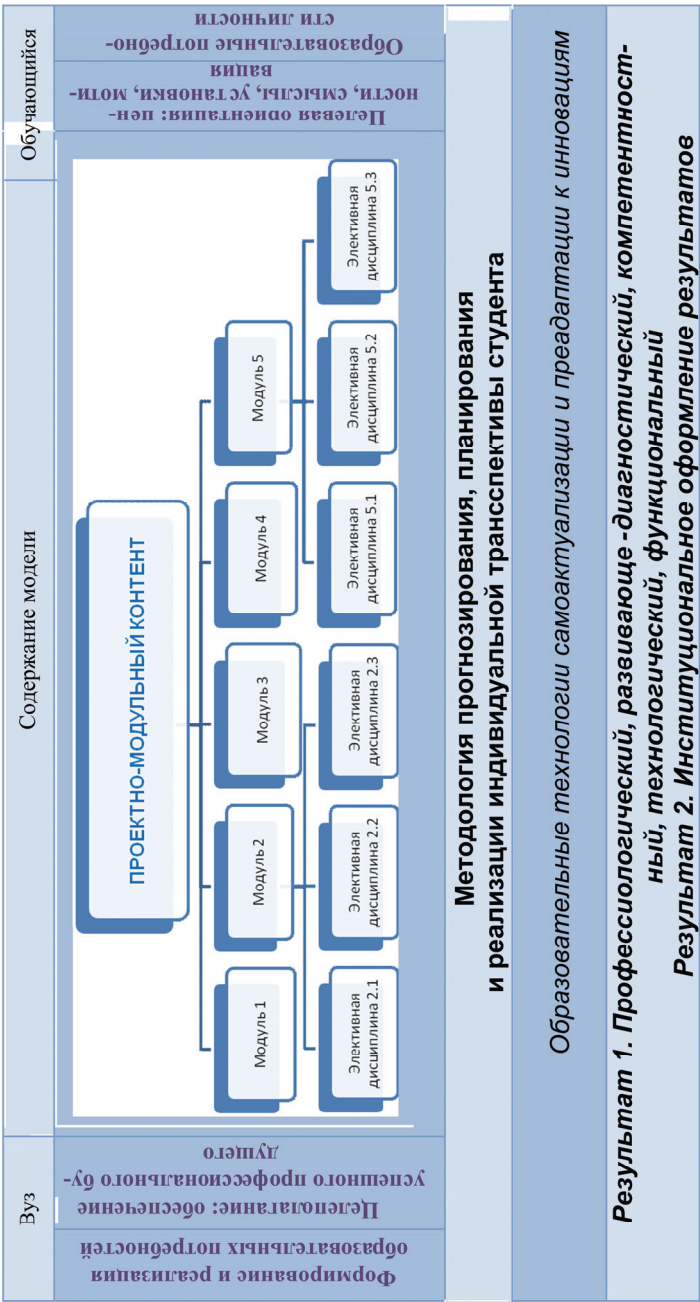 Вуз
Содержание модели
Обучающийся
Формирование и реализация
образовательных потребностей
Целеполагание: обеспечение
успешного профессионального бу-
дущего
ПРОЕКТНО-МОДУЛЬНЫЙ КОНТЕНТ
Модуль 1
Модуль 2
Модуль 3
Модуль 4
Модуль 5
Элективная
дисциплина 2.1
Элективная
дисциплина 2.2
Элективная
дисциплина 2.3
Элективная
дисциплина 5.1
Элективная
дисциплина 5.2
Элективная
дисциплина 5.3
Целевая ориентация: цен-
ности, смыслы, установки, моти-
вация
Образовательные потребно-
сти личности
Методология прогнозирования, планирования
и реализации индивидуальной трансспективы студента
Образовательные технологии самоактуализации и преадаптации к инновациям
Результат 1. Профессиологический, развивающе -диагностический, компетентност-
ный, технологический, функциональный
Результат 2. Институциональное оформление результатов